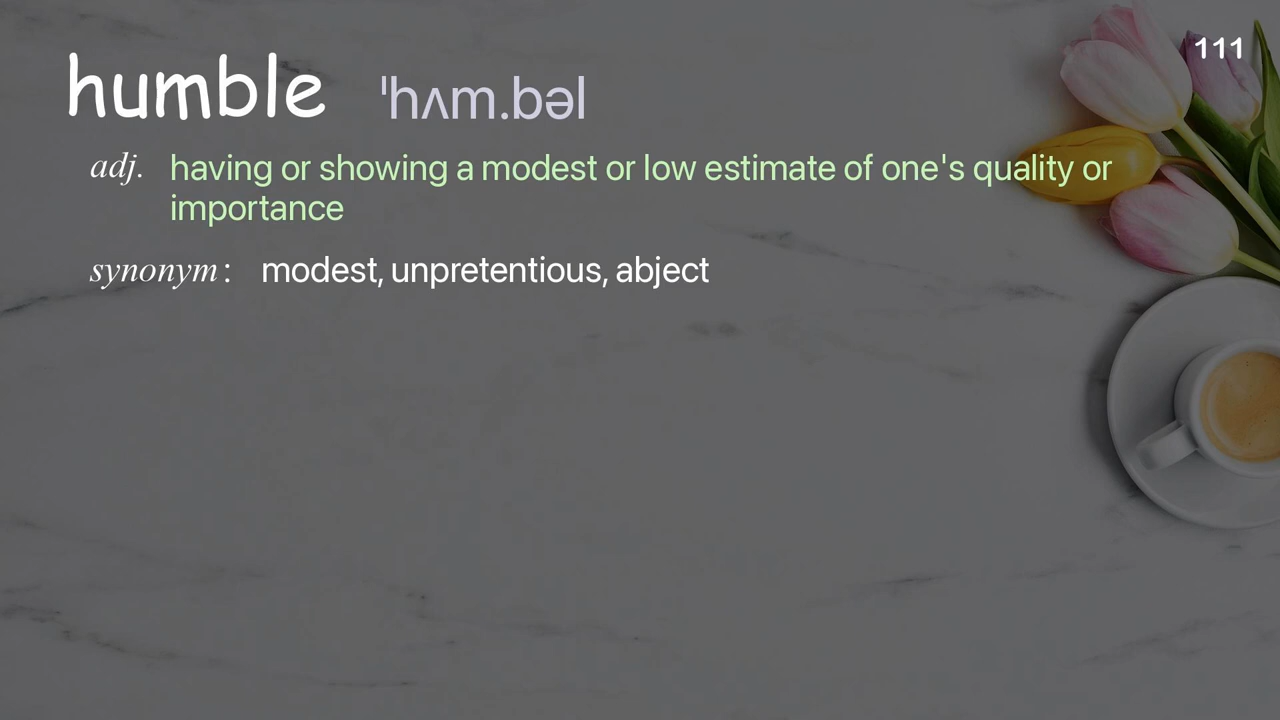 111
humble ˈhʌm.bəl
adj. having or showing a modest or low estimate of one's quality or
importance
synonym: modest, unpretentious, abject